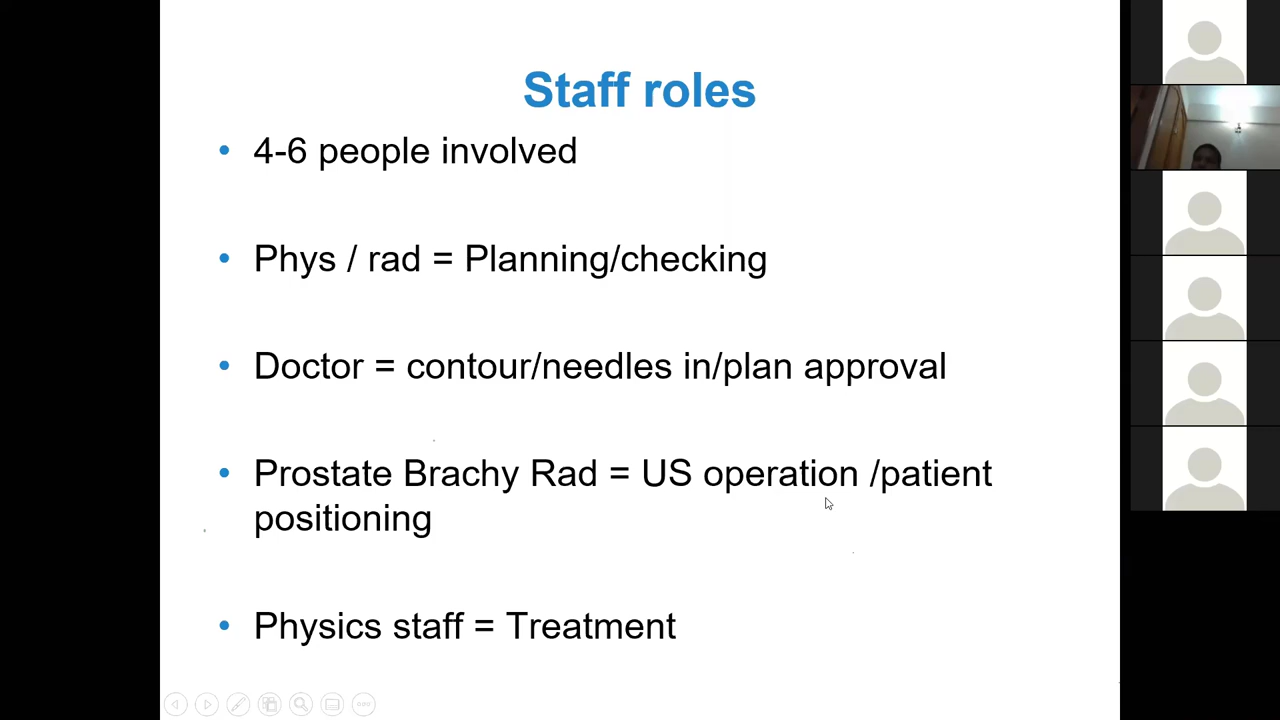 Staff roles
• 4-6 people involved
• Phys / rad = Planning/checking
• Doctor = contour/needles in/plan approval
• Prostate Brachy Rad = US operation /patient
positioning
• Physics staff = Treatment